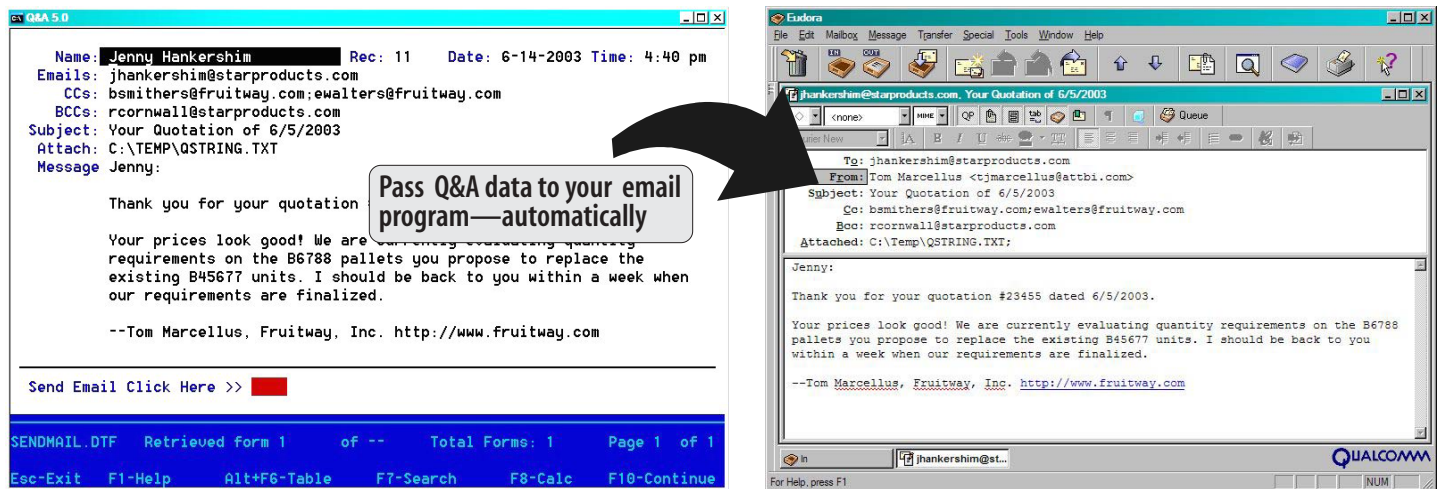 Q&A 5.0
Name: Jenny Hankershim Rec: 11 Date: 6-14-2003 Time: 4:40 pm
Emails: jhankershim@starproducts.com
CCs: bsmithers@fruitway.com;ewalters@fruitway.com
BCCs: rcornwall@starproducts.com
Subject: Your Quotation of 6/5/2003
Attach: C:\TEMP\QSTRING.TXT
Message Jenny:
Thank you for your quotation
Your prices look good! We are currently evaluating quantity
requirements on the B6788 pallets you propose to replace the
existing B45677 units. I should be back to you within a week when
our requirements are finalized.
--Tom Marcellus, Fruitway, Inc. http://www.fruitway.com
Send Email Click Here >>
SENDMAIL.DTF Retrieved form 1 of -- Total Forms: 1 Page 1 of 1
Esc-Exit F1-Help Alt+F6-Table F7-Search F8-Calc F10-Continue
Pass Q&A data to your email
program—automatically
Eudora
File Edit Mailbox Message Transfer Special Tools Window Help
IN OUT
jhankershim@starproducts.com, Your Quotation of 6/5/2003
<none> MIME QP Queue
New A B I U abc TT
To: jhankershim@starproducts.com
From: Tom Marcellus <tjmarcellus@attbi.com>
Subject: Your Quotation of 6/5/2003
Cc: bsmithers@fruitway.com;ewalters@fruitway.com
Bcc: rcornwall@starproducts.com
Attached: C:\Temp\QSTRING.TXT;
Jenny:
Thank you for your quotation #23455 dated 6/5/2003.
Your prices look good! We are currently evaluating quantity requirements on the B6788
pallets you propose to replace the existing B45677 units. I should be back to you
within a week when our requirements are finalized.
--Tom Marcellus, Fruitway, Inc. http://www.fruitway.com
In jhankershim@st...
QUALCOMM
For Help, press F1 NUM